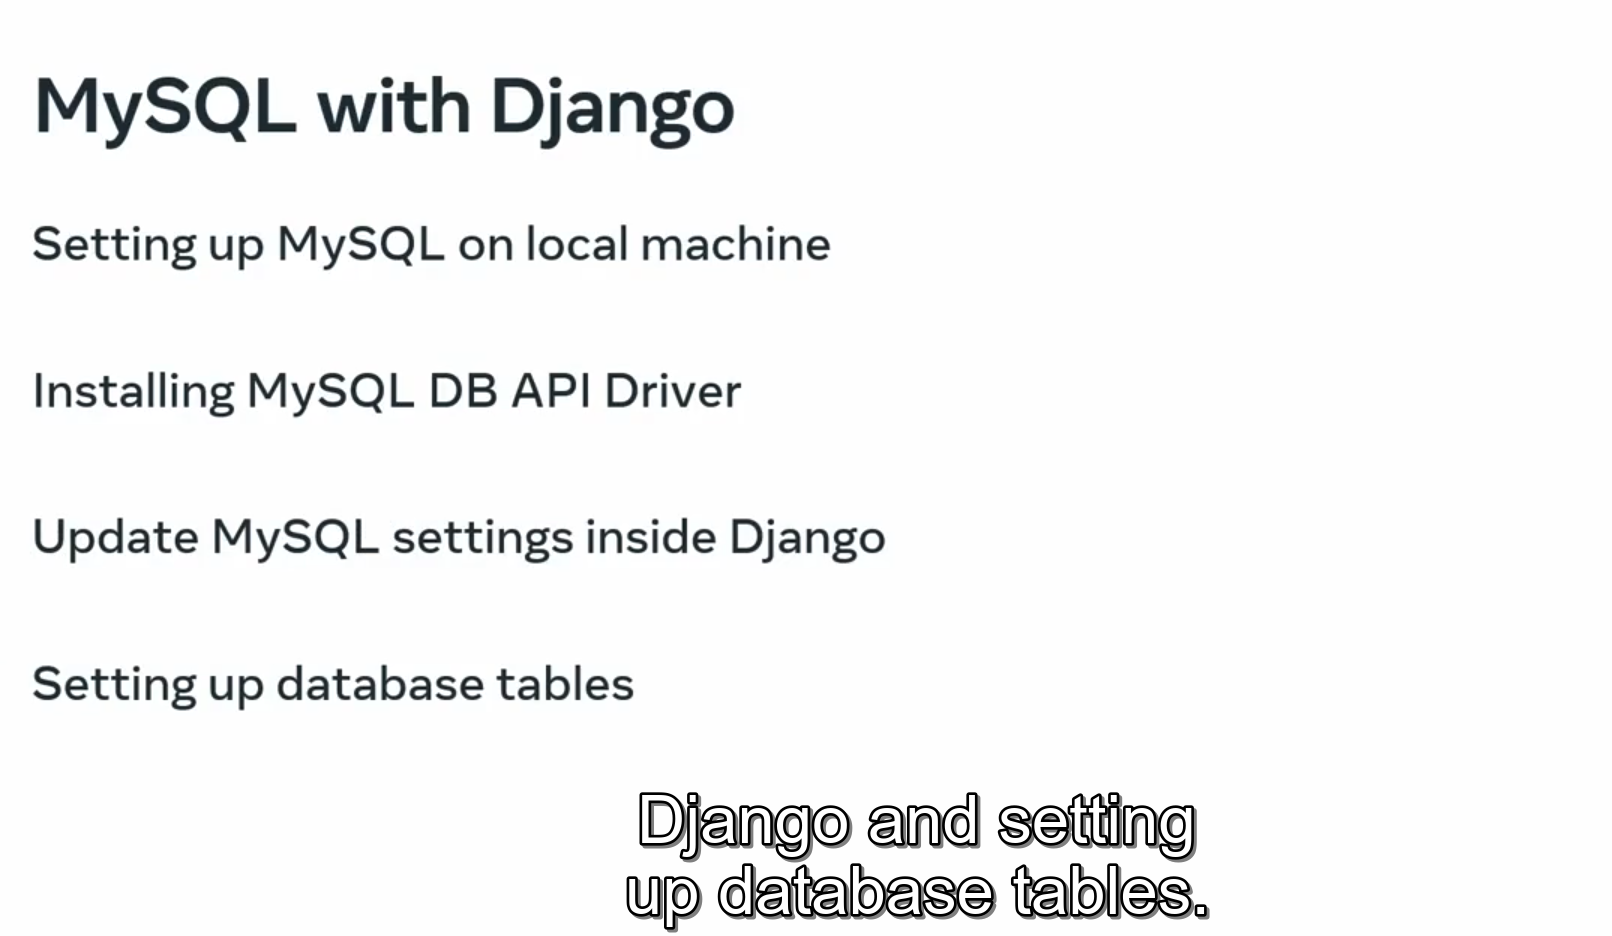 MySQL with Django
Setting up MySQL on local machine
Installing MySQL DB API Driver
Update MySQL settings inside Django
Setting up database tables
Django and setting
up database tables.